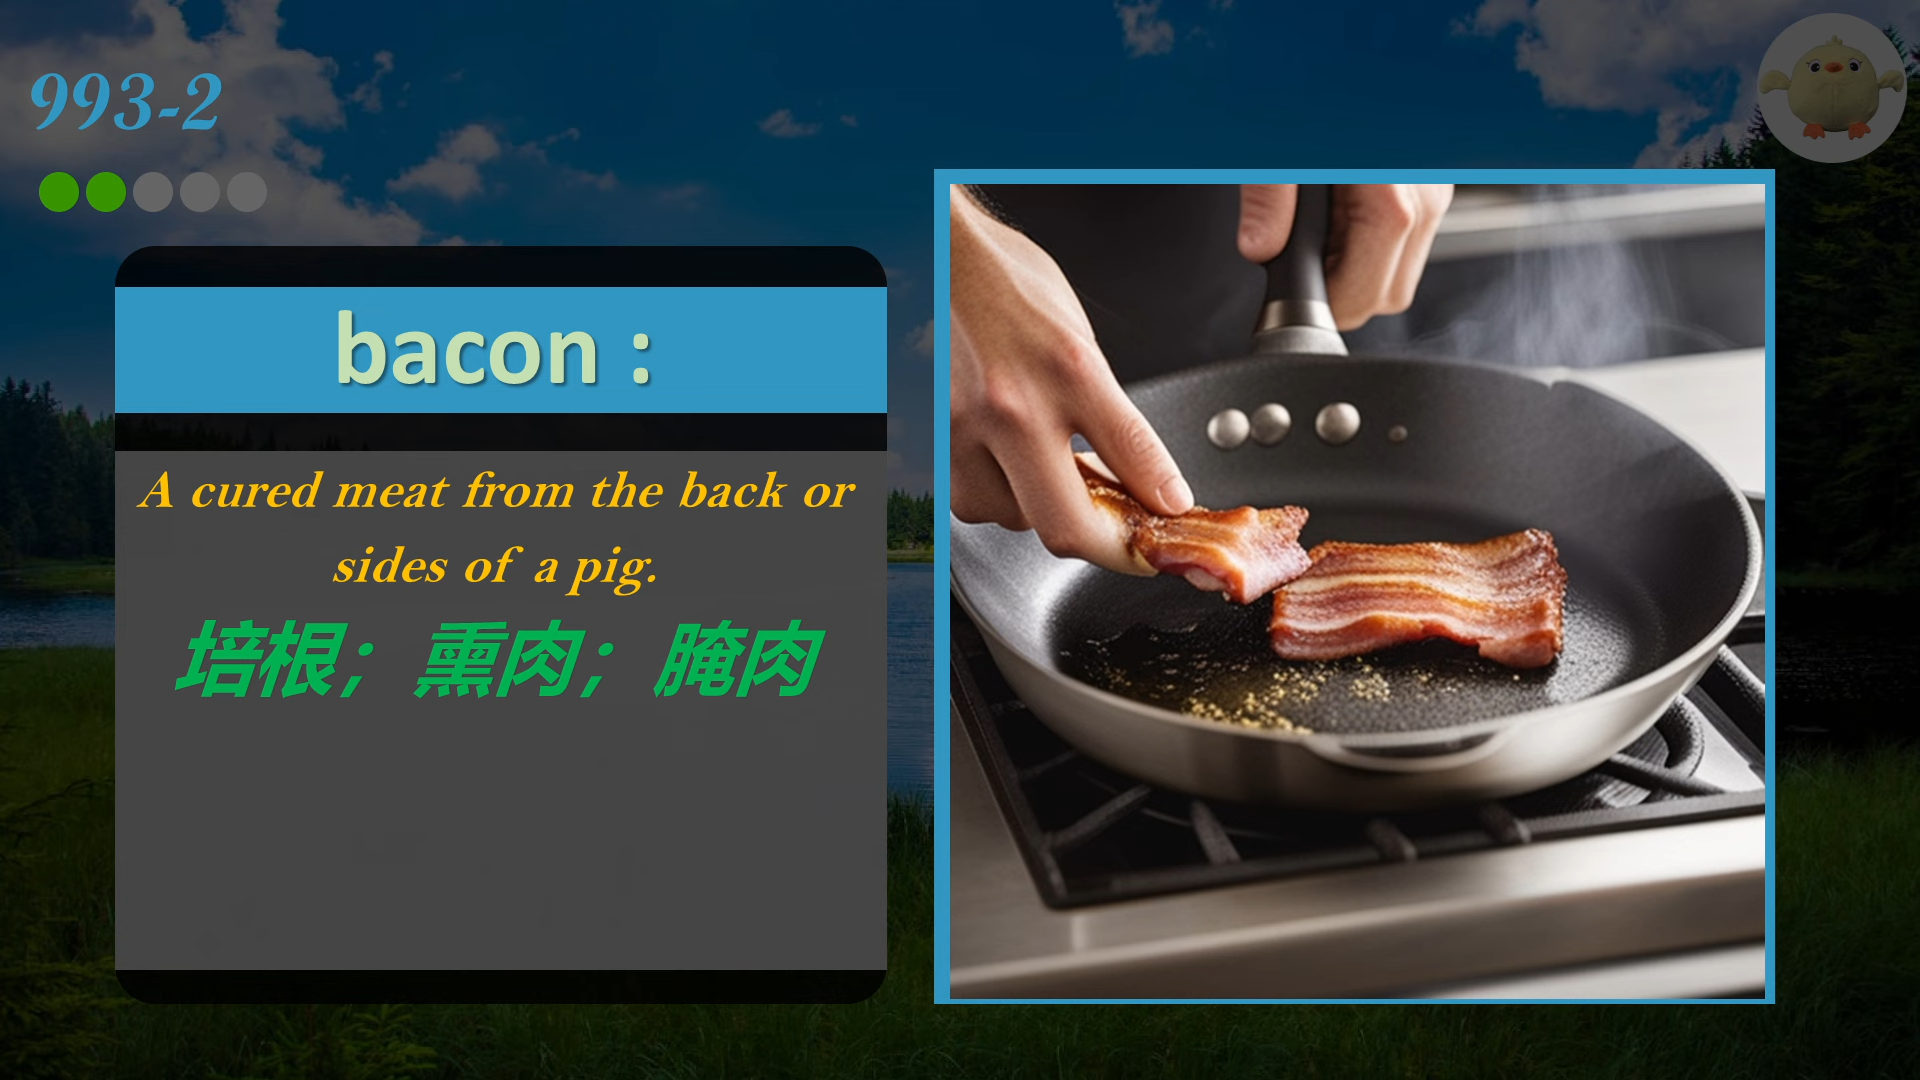 993-2
bacon :
A cured meat from the back or
sides of a pig.
培根；熏肉；腌肉